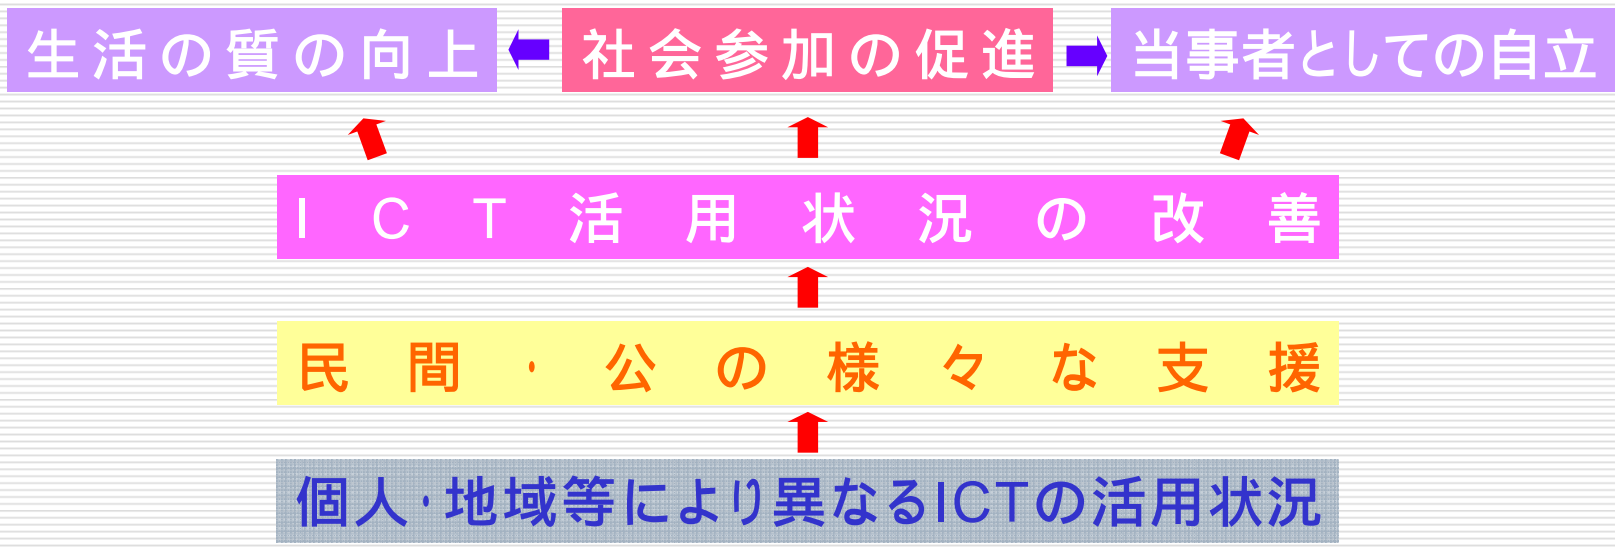 生活の質の向上
社会参加の促進
当事者としての自立
ICT活用状況の改善
民間・公の様々な支援
個人・地域等により異なるICTの活用状況